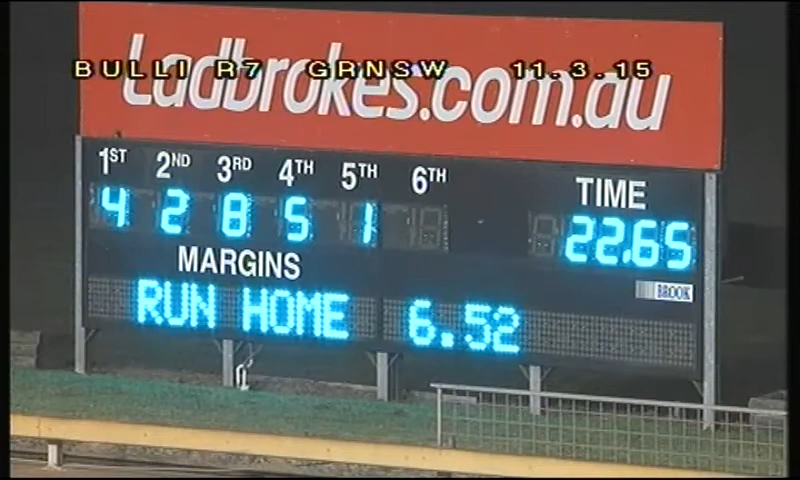 BULLI R7 GRNSW 11.3.15
Ladbrokes.com.au
1ST 2ND 3RD 4TH 5TH 6TH TIME
4 2 8 5 1 22.65
MARGINS
BROOK
RUN HOME 6.52